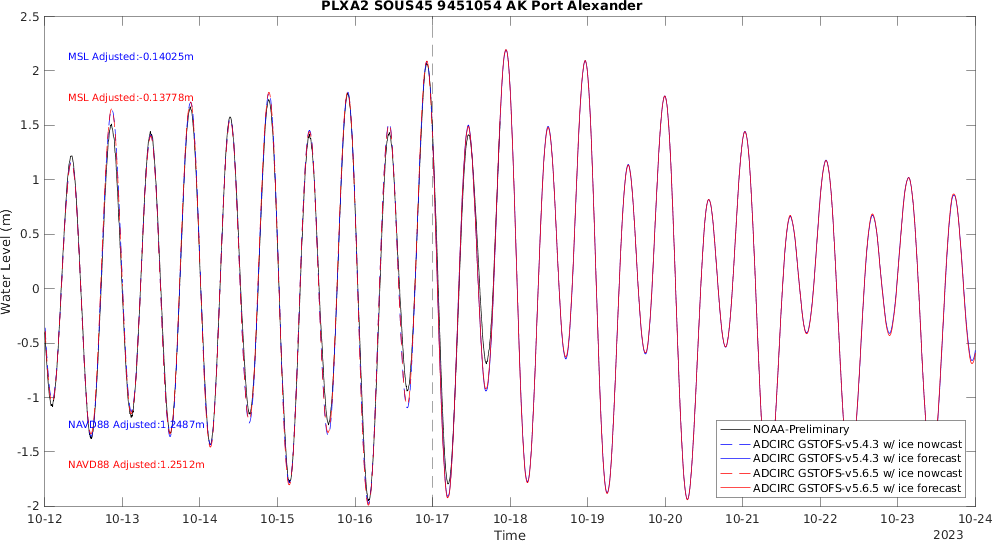 PLXA2 SOUS45 9451054 AK Port Alexander
2.5
2
1.5
1
0.5
0
-0.5
-1
-1.5
-2
Water Level (m)
MSL Adjusted:-0.14025m
MSL Adjusted:-0.13778m
NAVD88 Adjusted:1.2487m
NAVD88 Adjusted:1.2512m
NOAA-Preliminary
ADCIRC GSTOFS-v5.4.3 w/ ice nowcast
ADCIRC GSTOFS-v5.4.3 w/ ice forecast
ADCIRC GSTOFS-v5.6.5 w/ ice nowcast
ADCIRC GSTOFS-v5.6.5 w/ ice forecast
10-12 10-13 10-14 10-15 10-16 10-17 10-18 10-19 10-20 10-21 10-22 10-23 10-24
Time
2023